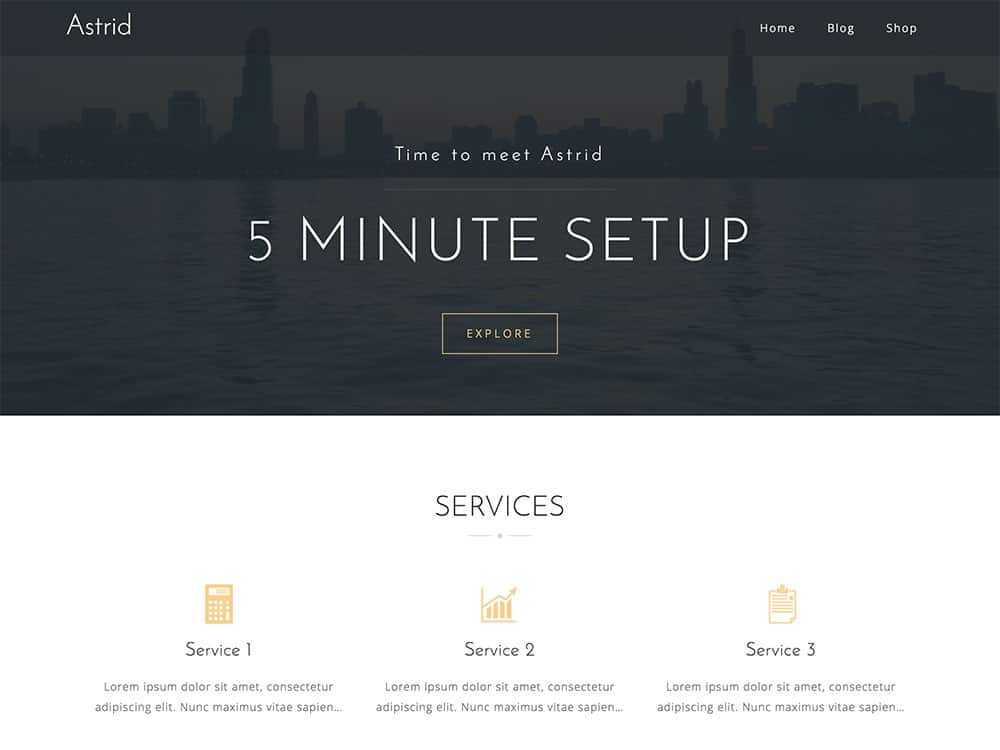 Astrid
Home Blog Shop
Time to meet Astrid
5 MINUTE SETUP
EXPLORE
SERVICES
Service 1
Lorem ipsum dolor sit amet, consectetur
adipiscing elit. Nunc maximus vitae sapien…
Service 2
Lorem ipsum dolor sit amet, consectetur
adipiscing elit. Nunc maximus vitae sapien…
Service 3
Lorem ipsum dolor sit amet, consectetur
adipiscing elit. Nunc maximus vitae sapien…